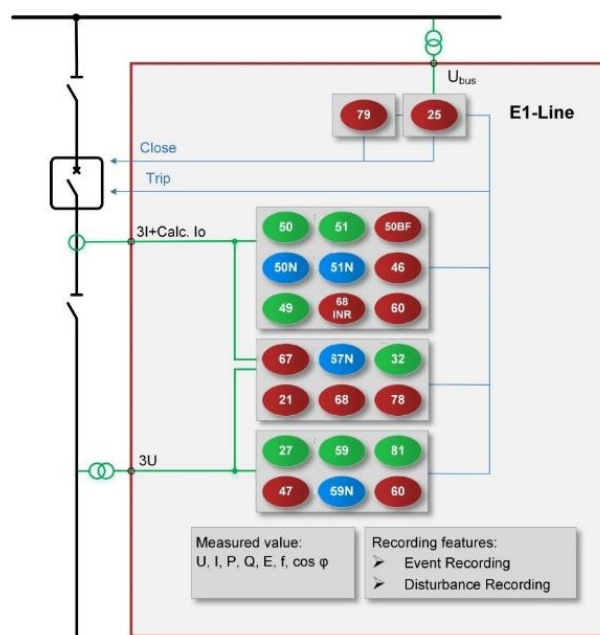 U_bus
79
25
E1-Line
Close
Trip
3I+Calc. Io
50
51
50BF
50N
51N
46
49
68
INR
60
67
67N
32
21
68
78
27
59
81
3U
47
59N
60
Measured value:
U, I, P, Q, E, f, cos φ
Recording features:
➢ Event Recording
➢ Disturbance Recording